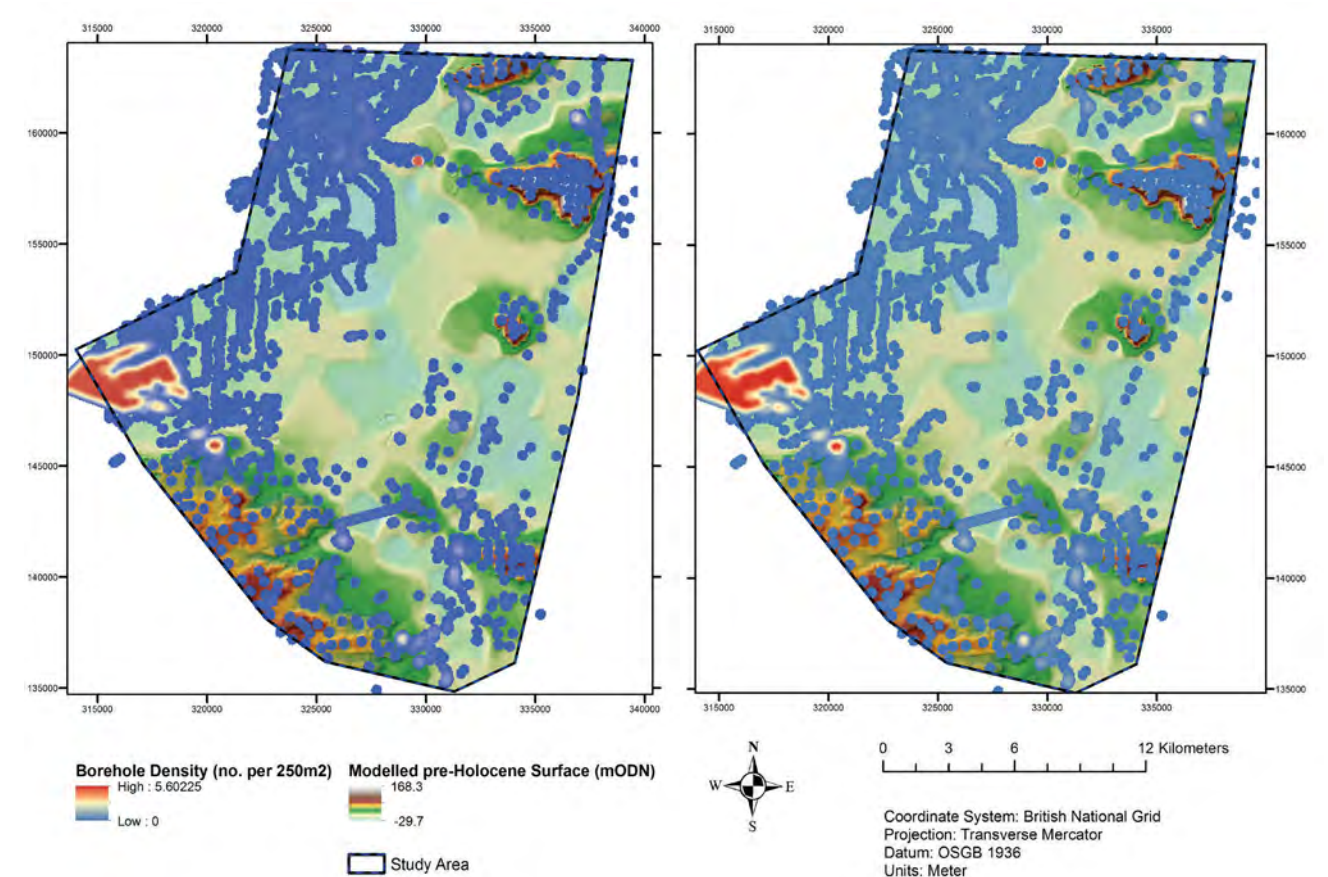 315000 320000 325000 330000 335000 340000
315000 320000 325000 330000 335000
160000
155000
150000
145000
140000
135000
160000
155000
150000
145000
140000
135000
315000 320000 325000 330000 335000 340000
315000 320000 325000 330000 335000
Borehole Density (no. per 250m2)
High : 5.60225
Low : 0
Modelled pre-Holocene Surface (mODN)
168.3
-29.7
Study Area
N
W E
S
0 3 6 12 Kilometers
Coordinate System: British National Grid
Projection: Transverse Mercator
Datum: OSGB 1936
Units: Meter